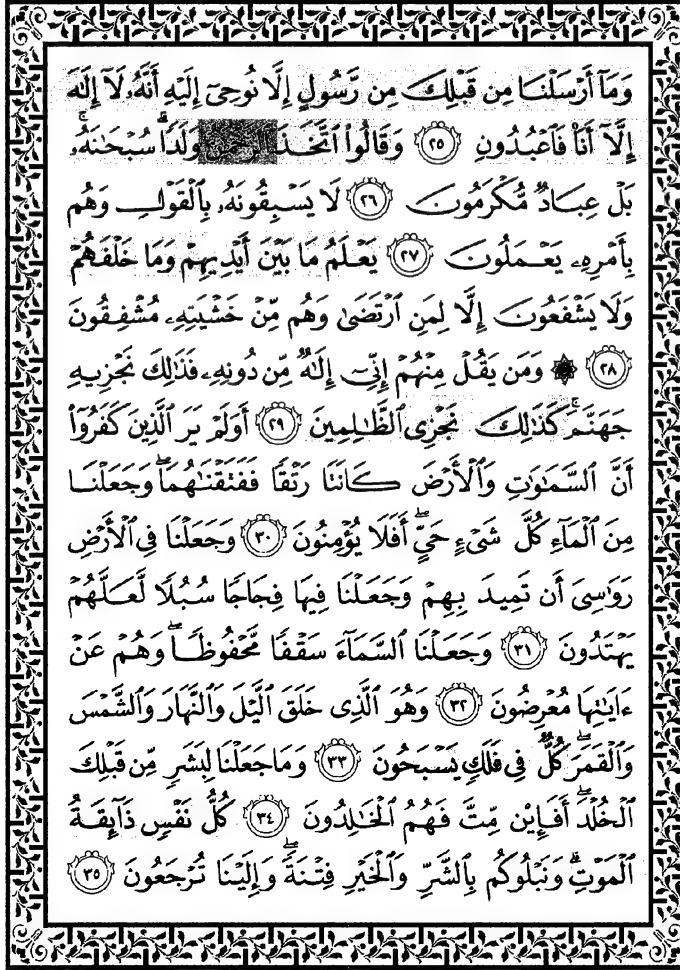 وَمَآ أَرْسَلْنَا مِن قَبْلِكَ مِن رَّسُولٍ إِلَّا نُوحِىٓ إِلَيْهِ أَنَّهُۥ لَآ إِلَٰهَ
إِلَّآ أَنَا۠ فَٱعْبُدُونِ ٢٥ وَقَالُوا۟ ٱتَّخَذَ ٱلرَّحْمَٰنُ وَلَدًا ۗ سُبْحَٰنَهُۥ ۚ
بَلْ عِبَادٌ مُّكْرَمُونَ ٢٦ لَا يَسْبِقُونَهُۥ بِٱلْقَوْلِ وَهُم
بِأَمْرِهِۦ يَعْمَلُونَ ٢٧ يَعْلَمُ مَا بَيْنَ أَيْدِيهِمْ وَمَا خَلْفَهُمْ
وَلَا يَشْفَعُونَ إِلَّا لِمَنِ ٱرْتَضَىٰ وَهُم مِّنْ خَشْيَتِهِۦ مُشْفِقُونَ
٢٨ ۞ وَمَن يَقُلْ مِنْهُمْ إِنِّىٓ إِلَٰهٌ مِّن دُونِهِۦ فَذَٰلِكَ نَجْزِيهِ
جَهَنَّمَ ۚ كَذَٰلِكَ نَجْزِى ٱلظَّٰلِمِينَ ٢٩ أَوَلَمْ يَرَ ٱلَّذِينَ كَفَرُوٓا۟
أَنَّ ٱلسَّمَٰوَٰتِ وَٱلْأَرْضَ كَانَتَا رَتْقًا فَفَتَقْنَٰهُمَا ۖ وَجَعَلْنَا
مِنَ ٱلْمَآءِ كُلَّ شَىْءٍ حَىٍّ ۖ أَفَلَا يُؤْمِنُونَ ٣٠ وَجَعَلْنَا فِى ٱلْأَرْضِ
رَوَٰسِىَ أَن تَمِيدَ بِهِمْ وَجَعَلْنَا فِيهَا فِجَاجًا سُبُلًا لَّعَلَّهُمْ
يَهْتَدُونَ ٣١ وَجَعَلْنَا ٱلسَّمَآءَ سَقْفًا مَّحْفُوظًا ۖ وَهُمْ عَنْ
ءَايَٰتِهَا مُعْرِضُونَ ٣٢ وَهُوَ ٱلَّذِى خَلَقَ ٱلَّيْلَ وَٱلنَّهَارَ وَٱلشَّمْسَ
وَٱلْقَمَرَ ۖ كُلٌّ فِى فَلَكٍ يَسْبَحُونَ ٣٣ وَمَا جَعَلْنَا لِبَشَرٍ مِّن قَبْلِكَ
ٱلْخُلْدَ ۖ أَفَإِي۟ن مِّتَّ فَهُمُ ٱلْخَٰلِدُونَ ٣٤ كُلُّ نَفْسٍ ذَآئِقَةُ
ٱلْمَوْتِ ۗ وَنَبْلُوكُم بِٱلشَّرِّ وَٱلْخَيْرِ فِتْنَةً ۖ وَإِلَيْنَا تُرْجَعُونَ ٣٥